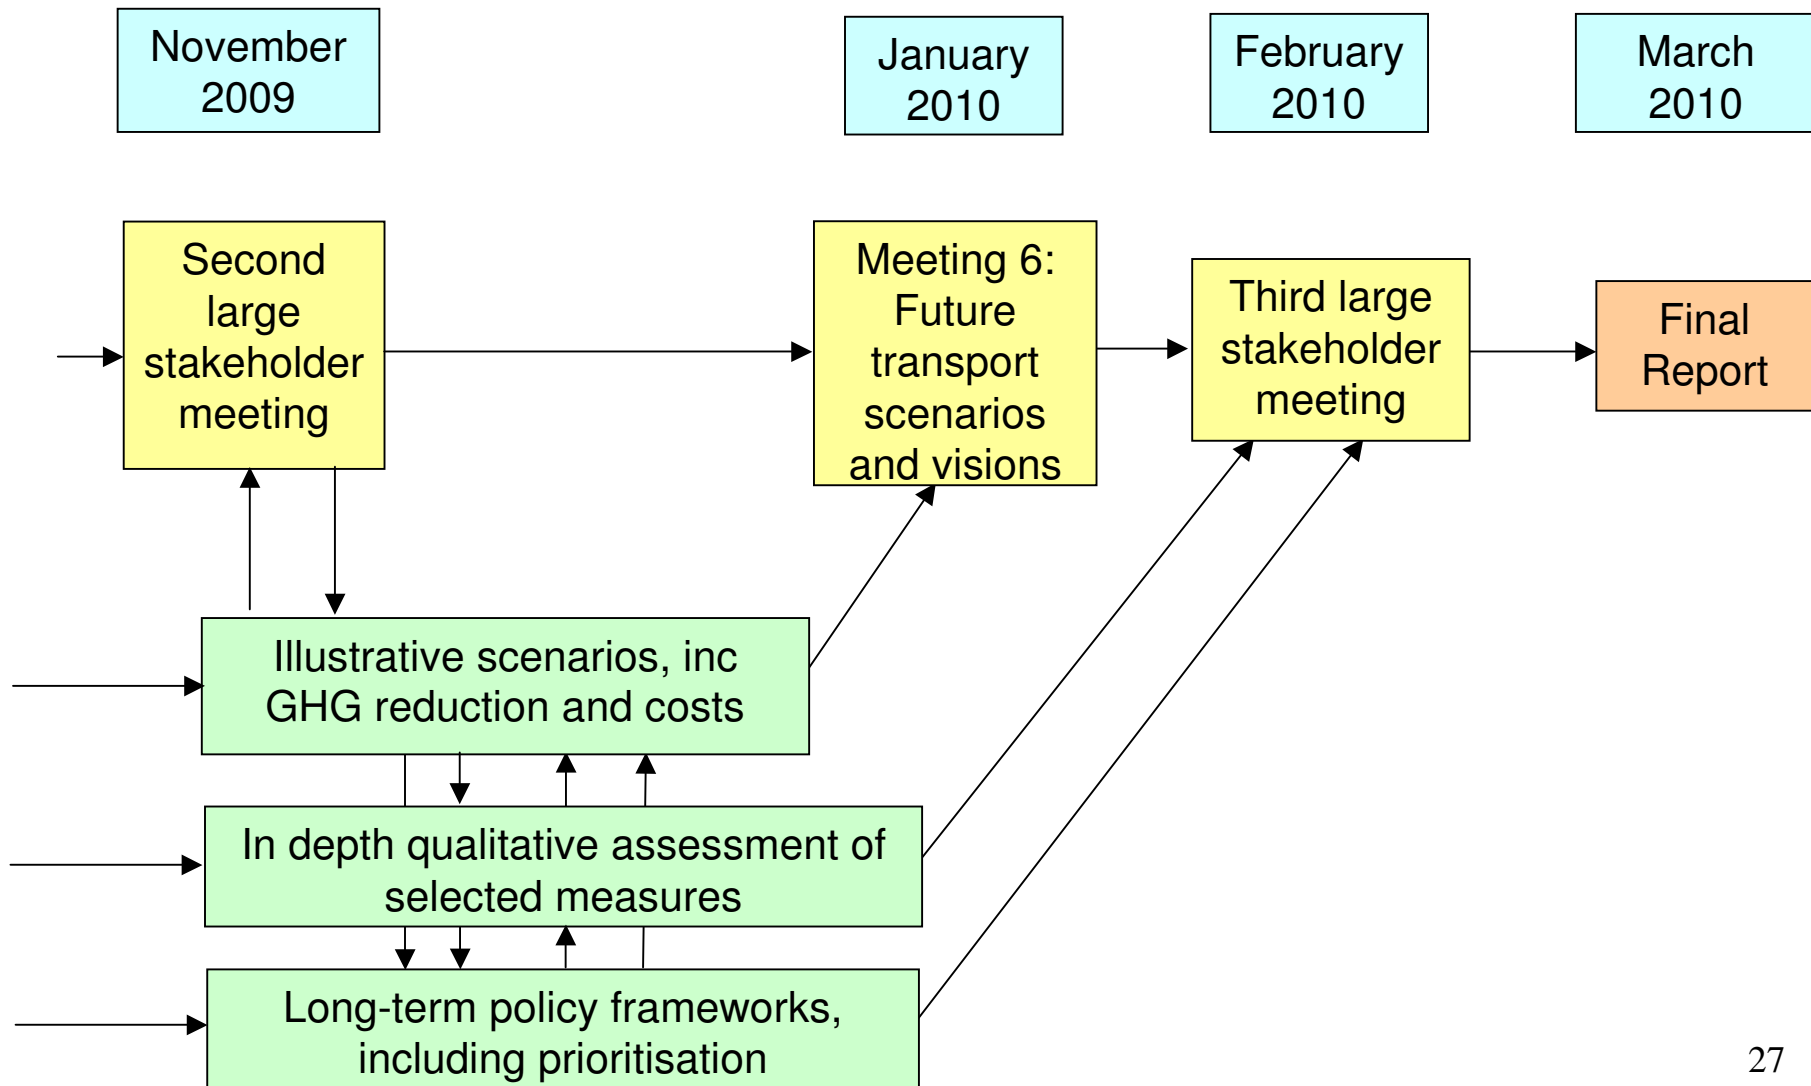 November
2009
January
2010
February
2010
March
2010
Second
large
stakeholder
meeting
Meeting 6:
Future
transport
scenarios
and visions
Third large
stakeholder
meeting
Final
Report
Illustrative scenarios, inc
GHG reduction and costs
In depth qualitative assessment of
selected measures
Long-term policy frameworks,
including prioritisation
27